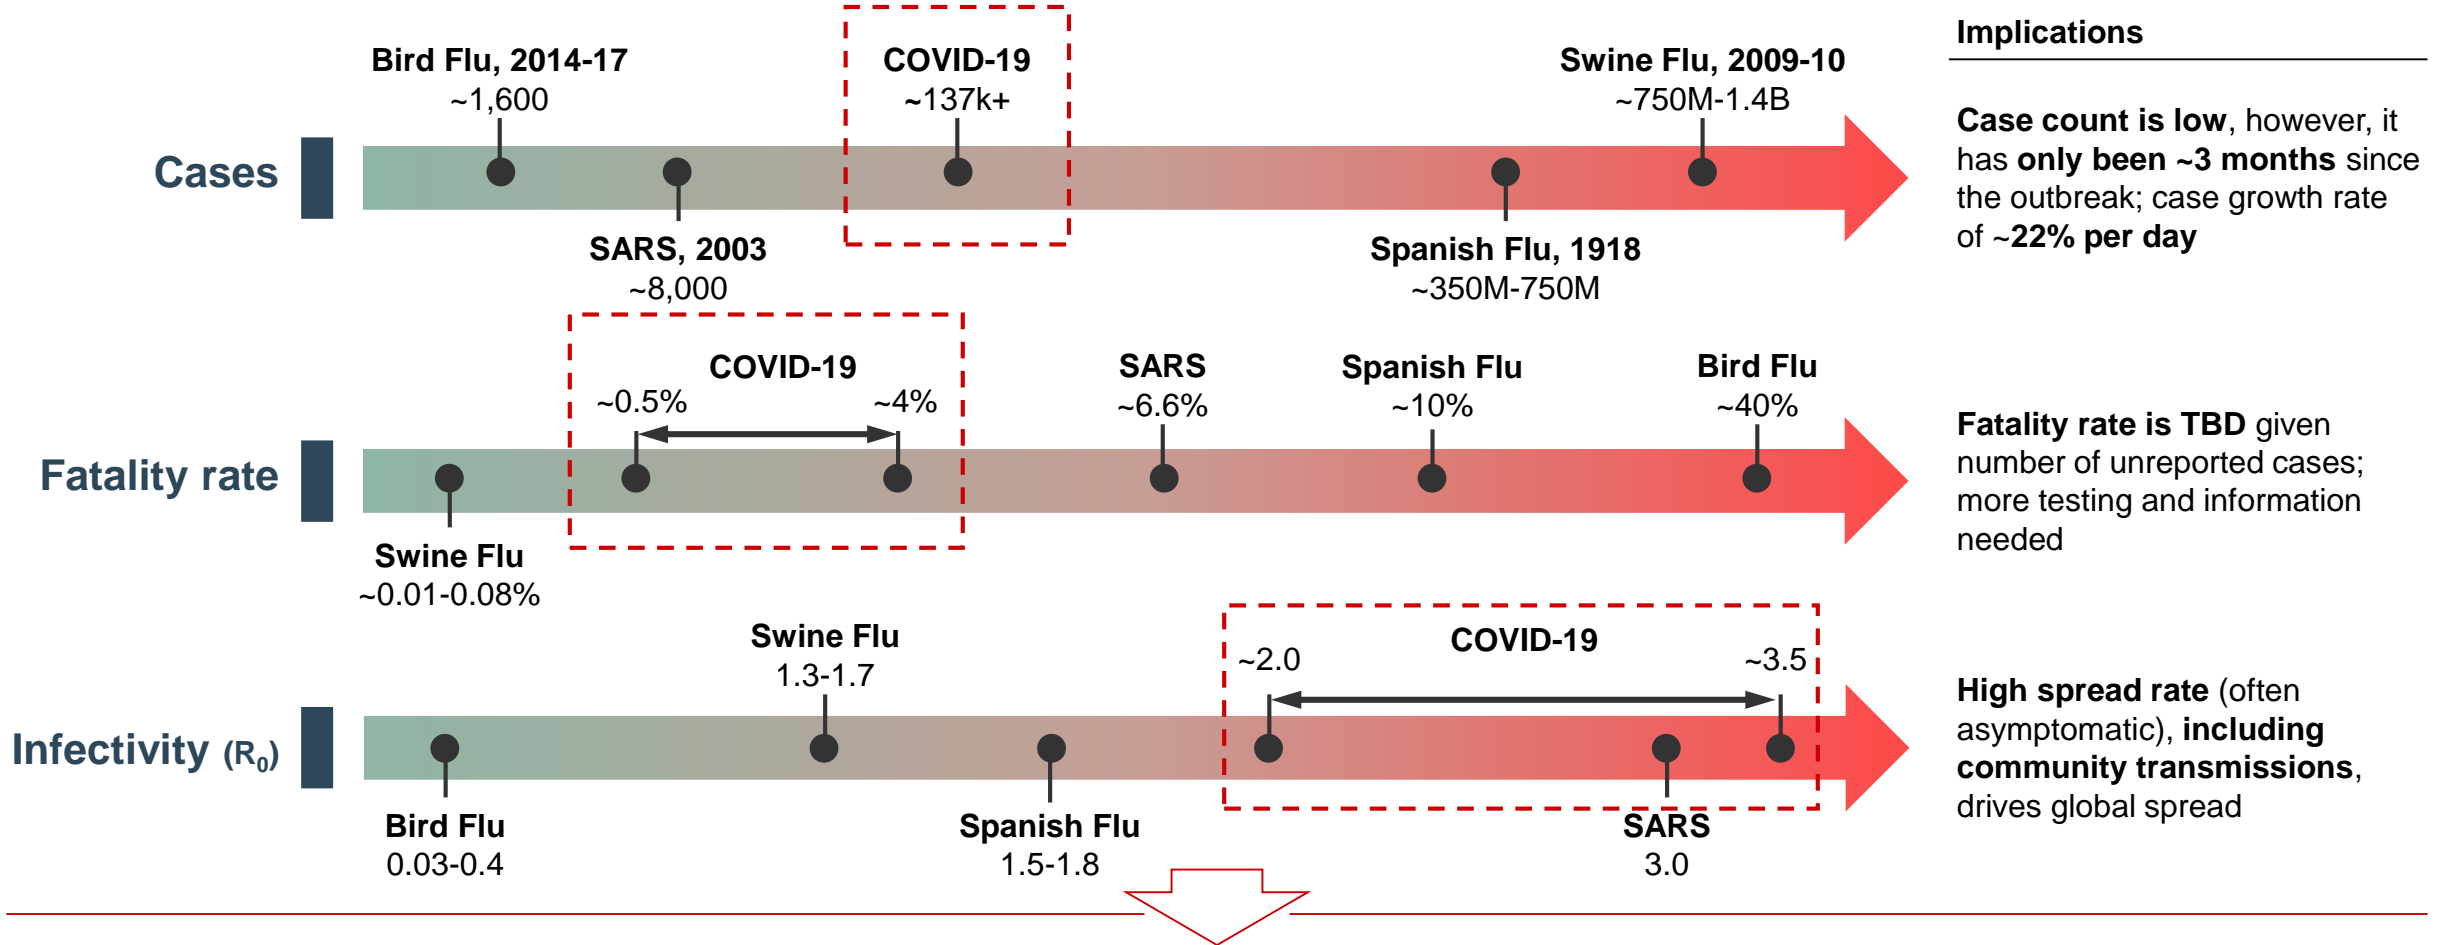 Implications
Bird Flu, 2014-17
~1,600
COVID-19
~137k+
Swine Flu, 2009-10
~750M-1.4B
Cases
SARS, 2003
~8,000
Spanish Flu, 1918
~350M-750M
Case count is low, however, it
has only been ~3 months since
the outbreak; case growth rate
of ~22% per day
COVID-19
~0.5%
~4%
SARS
~6.6%
Spanish Flu
~10%
Bird Flu
~40%
Fatality rate
Swine Flu
~0.01-0.08%
Fatality rate is TBD given
number of unreported cases;
more testing and information
needed
Swine Flu
1.3-1.7
COVID-19
~2.0
~3.5
Infectivity (R₀)
Bird Flu
0.03-0.4
Spanish Flu
1.5-1.8
SARS
3.0
High spread rate (often
asymptomatic), including
community transmissions,
drives global spread